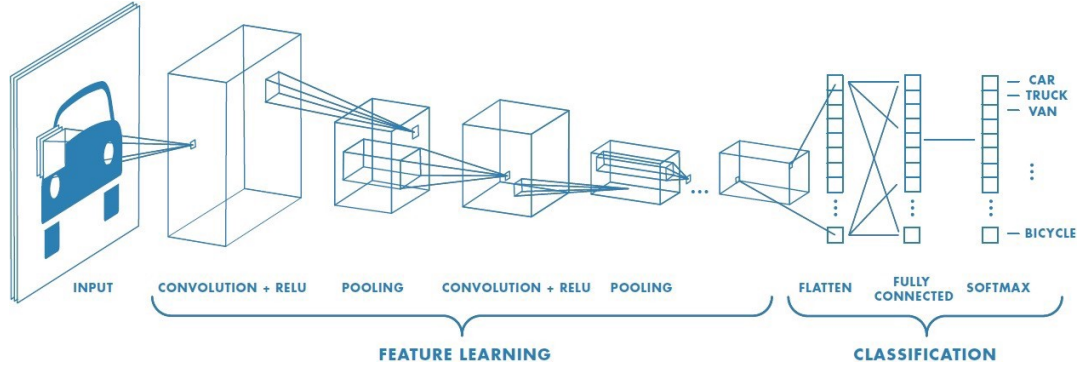 CAR
TRUCK
VAN
BICYCLE
INPUT
CONVOLUTION + RELU
POOLING
CONVOLUTION + RELU
POOLING
FLATTEN
FULLY
CONNECTED
SOFTMAX
FEATURE LEARNING
CLASSIFICATION